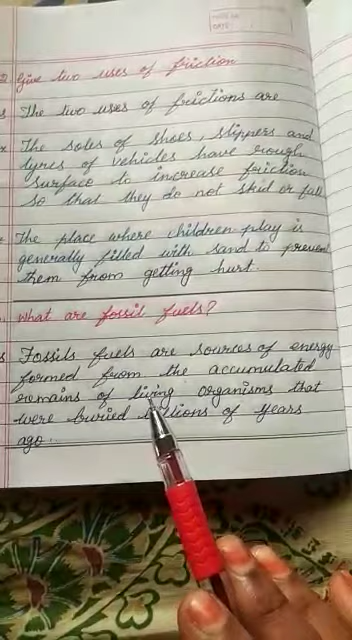 2 Give two uses of friction
The two uses of frictions are
The soles of shoes, slippers and
tyres of vehicles have rough
surface to increase friction
so that they do not skid or fall
The place where children play is
generally filled with sand to prevent
them from getting hurt.
What are fossil fuels?
Fossils fuels are sources of energy
formed from the accumulated
remains of living organisms that
were buried of years
ago.